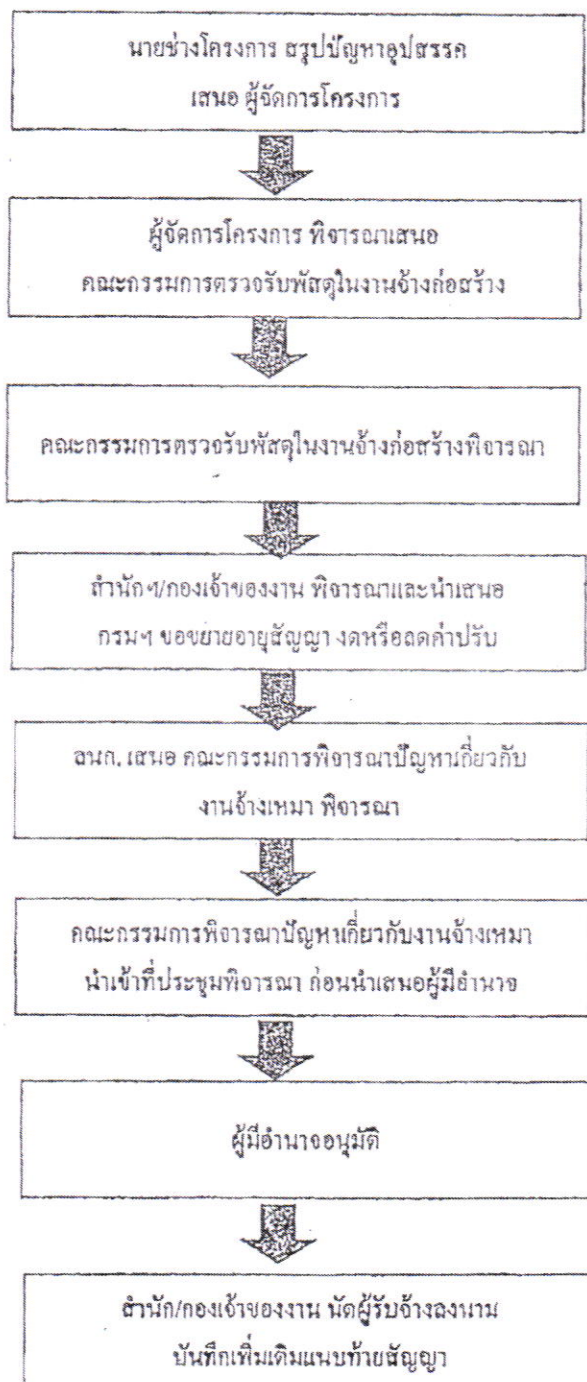 นายช่างโครงการ สรุปปัญหาอุปสรรค
เสนอ ผู้จัดการโครงการ
ผู้จัดการโครงการ พิจารณาเสนอ
คณะกรรมการตรวจรับพัสดุในงานจ้างก่อสร้าง
คณะกรรมการตรวจรับพัสดุในงานจ้างก่อสร้างพิจารณา
สำนักฯ/กองเจ้าของงาน พิจารณาและนำเสนอ
กรมฯ ขอขยายอายุสัญญา งดหรือลดค่าปรับ
ลนก. เสนอ คณะกรรมการพิจารณาปัญหาเกี่ยวกับ
งานจ้างเหมา พิจารณา
คณะกรรมการพิจารณาปัญหาเกี่ยวกับงานจ้างเหมา
นำเข้าที่ประชุมพิจารณา ก่อนนำเสนอผู้มีอำนาจ
ผู้มีอำนาจอนุมัติ
สำนัก/กองเจ้าของงาน นัดผู้รับจ้างลงนาม
บันทึกเพิ่มเติมแนบท้ายสัญญา